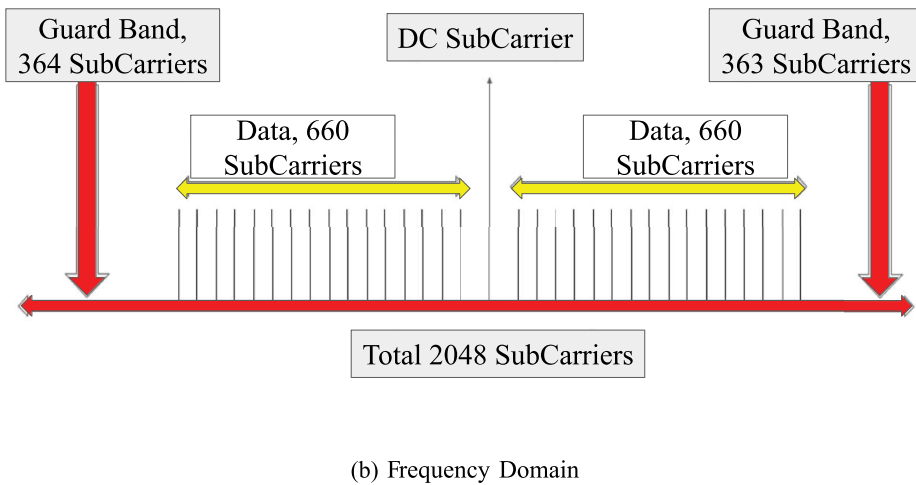 Guard Band,
364 SubCarriers
DC SubCarrier
Guard Band,
363 SubCarriers
Data, 660
SubCarriers
Data, 660
SubCarriers
Total 2048 SubCarriers
(b) Frequency Domain